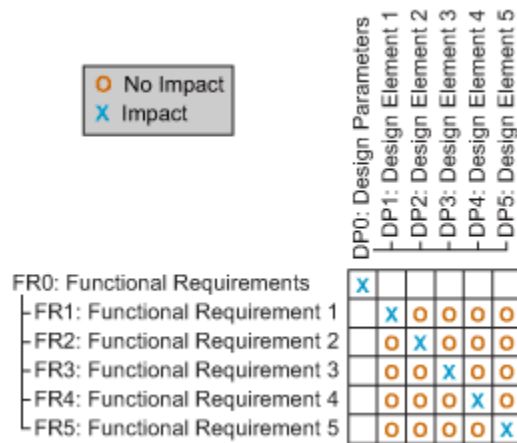 O No Impact
X Impact
DP0: Design Parameters
DP1: Design Element 1
DP2: Design Element 2
DP3: Design Element 3
DP4: Design Element 4
DP5: Design Element 5
FR0: Functional Requirements X
FR1: Functional Requirement 1 X O O O O
FR2: Functional Requirement 2 O X O O O
FR3: Functional Requirement 3 O O X O O
FR4: Functional Requirement 4 O O O X O
FR5: Functional Requirement 5 O O O O X